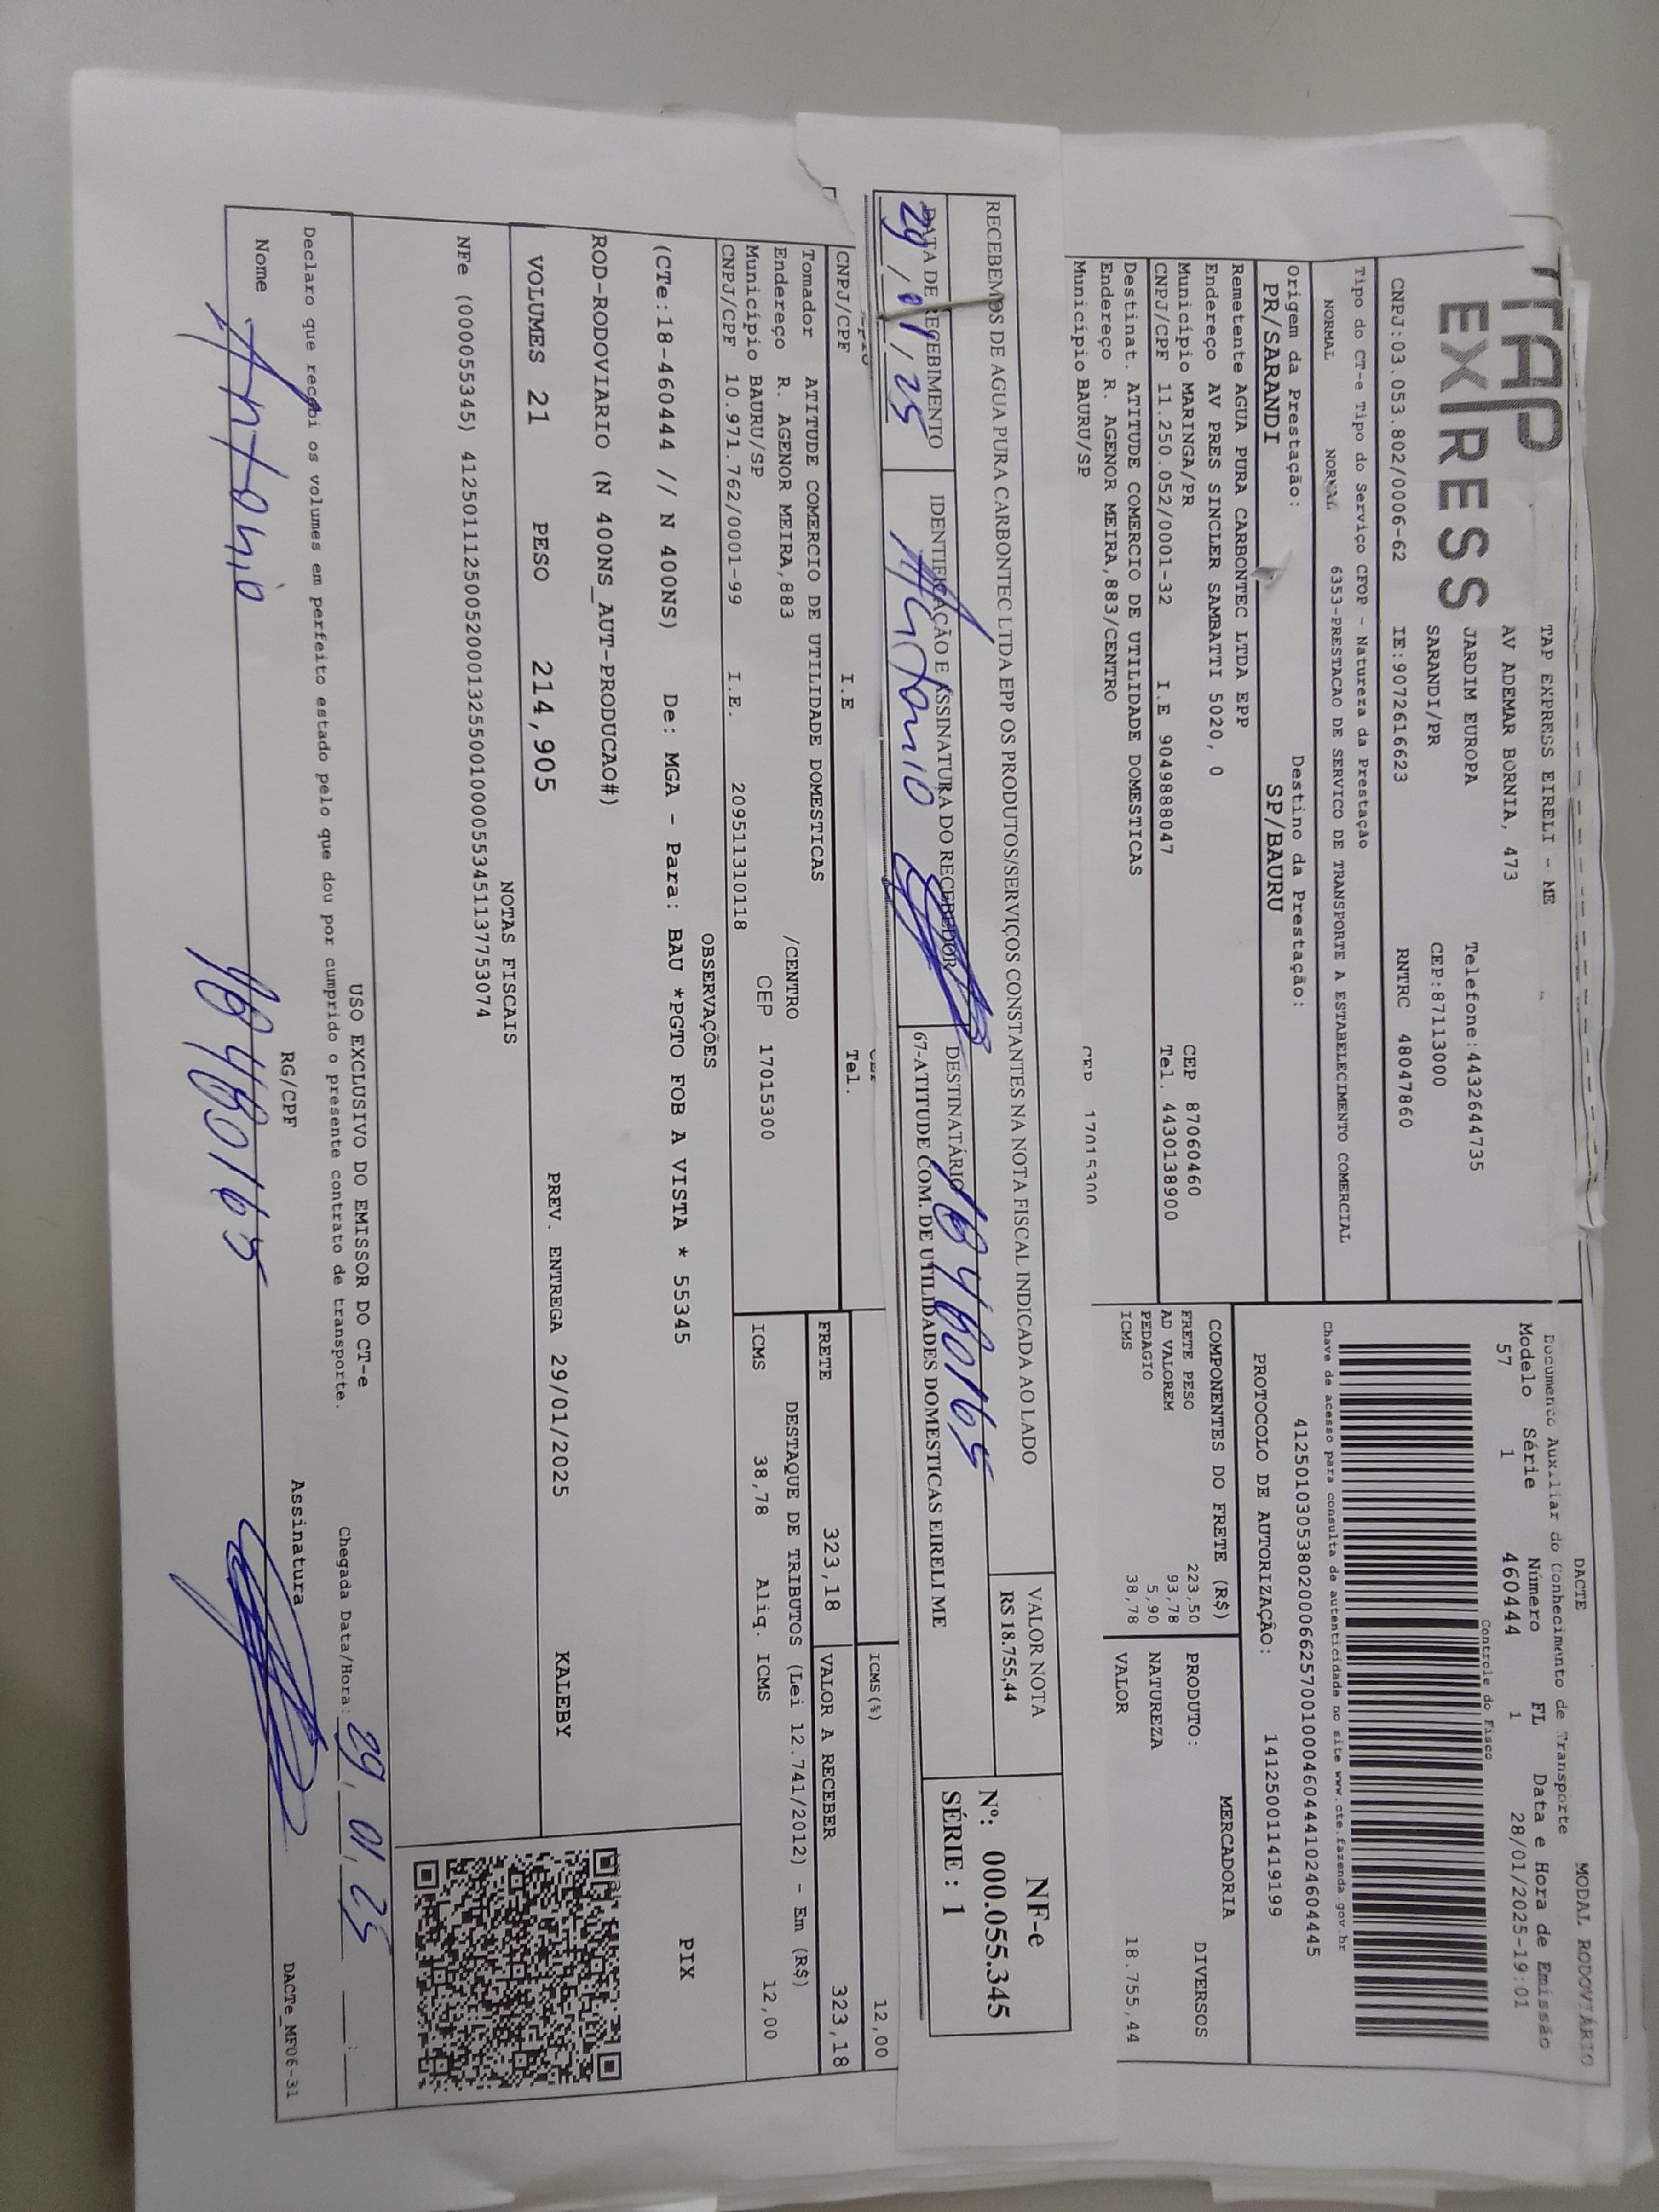 TAP
EXPRESS
TAP EXPRESS EIRELI - ME
AV ADEMAR BORNIA, 473
JARDIM EUROPA Telefone:4432644735
SARANDI/PR CEP:87113000
CNPJ:03.053.802/0006-62 IE:9072616623 RNTRC 48047860
DACTE MODAL RODOVIÁRIO
Documento Auxiliar do Conhecimento de Transporte
Modelo Série Número FL Data e Hora de Emissão
57 1 460444 1 28/01/2025-19:01
Controle do Fisco
Chave de acesso para consulta de autenticidade no site www.cte.fazenda.gov.br
41250103053802000662570010004604441024604445
PROTOCOLO DE AUTORIZAÇÃO: 141250011419199
Tipo do CT-e Tipo do Serviço CFOP - Natureza da Prestação
NORMAL NORMAL 6353-PRESTACAO DE SERVICO DE TRANSPORTE A ESTABELECIMENTO COMERCIAL
Origem da Prestação: Destino da Prestação:
PR/SARANDI SP/BAURU
Remetente AGUA PURA CARBONTEC LTDA EPP
Endereço AV PRES SINCLER SAMBATTI 5020, 0
Município MARINGA/PR CEP 87060460
CNPJ/CPF 11.250.052/0001-32 I.E 9049888047 Tel. 4430138900
Destinat. ATITUDE COMERCIO DE UTILIDADE DOMESTICAS
Endereço R. AGENOR MEIRA,883/CENTRO
Município BAURU/SP CEP 17015300
COMPONENTES DO FRETE (R$)
FRETE PESO 223,50
AD VALOREM 93,78
PEDAGIO 5,90
ICMS 38,78
MERCADORIA
PRODUTO: DIVERSOS
NATUREZA
VALOR 18.755,44
RECEBEMOS DE AGUA PURA CARBONTEC LTDA EPP OS PRODUTOS/SERVIÇOS CONSTANTES NA NOTA FISCAL INDICADA AO LADO
VALOR NOTA
R$ 18.755,44
NF-e
Nº: 000.055.345
SÉRIE : 1
DATA DE RECEBIMENTO IDENTIFICAÇÃO E ASSINATURA DO RECEBEDOR DESTINATÁRIO
29/01/25 Antonio 18480165
67-ATITUDE COM. DE UTILIDADES DOMESTICAS EIRELI ME
CNPJ/CPF I.E Tel.
ICMS(%) 12,00
Tomador ATITUDE COMERCIO DE UTILIDADE DOMESTICAS
Endereço R. AGENOR MEIRA,883 /CENTRO
Município BAURU/SP CEP 17015300
CNPJ/CPF 10.971.762/0001-99 I.E. 209511310118
FRETE 323,18 VALOR A RECEBER 323,18
DESTAQUE DE TRIBUTOS (Lei 12.741/2012) - Em (R$)
ICMS 38,78 Aliq. ICMS 12,00
OBSERVAÇÕES
(CTe:18-460444 // N 400NS) De: MGA - Para: BAU *PGTO FOB A VISTA * 55345
ROD-RODOVIARIO (N 400NS_AUT-PRODUCAO#)
PIX
VOLUMES 21 PESO 214,905 PREV. ENTREGA 29/01/2025 KALEBY
NOTAS FISCAIS
NFe (000055345) 41250111250052000132550010000553451137753074
USO EXCLUSIVO DO EMISSOR DO CT-e
Declaro que recebi os volumes em perfeito estado pelo que dou por cumprido o presente contrato de transporte.
Chegada Data/Hora: 29,01,25 __:__
Nome Antonio RG/CPF 18480165 Assinatura
DACTe_MF06-31